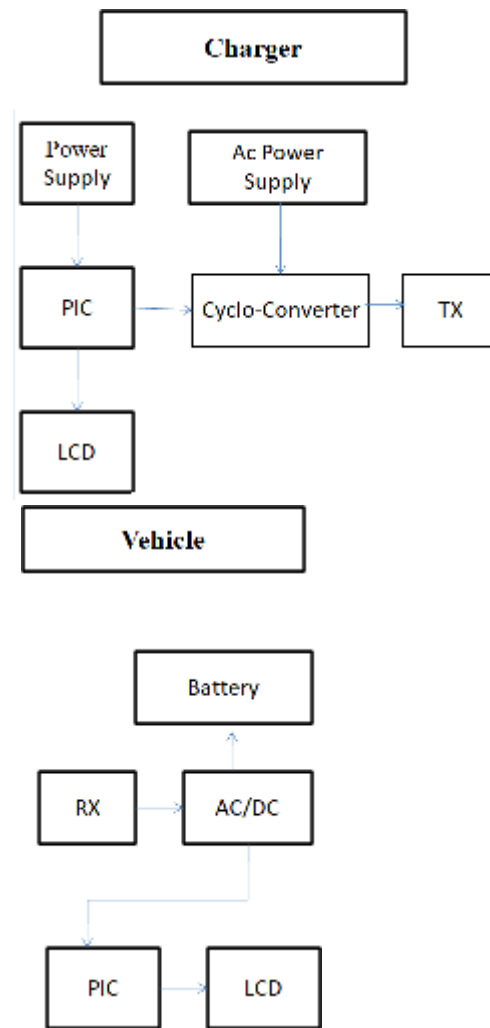 Charger
Power
Supply
Ac Power
Supply
PIC
Cyclo-Converter
TX
LCD
Vehicle
Battery
RX
AC/DC
PIC
LCD